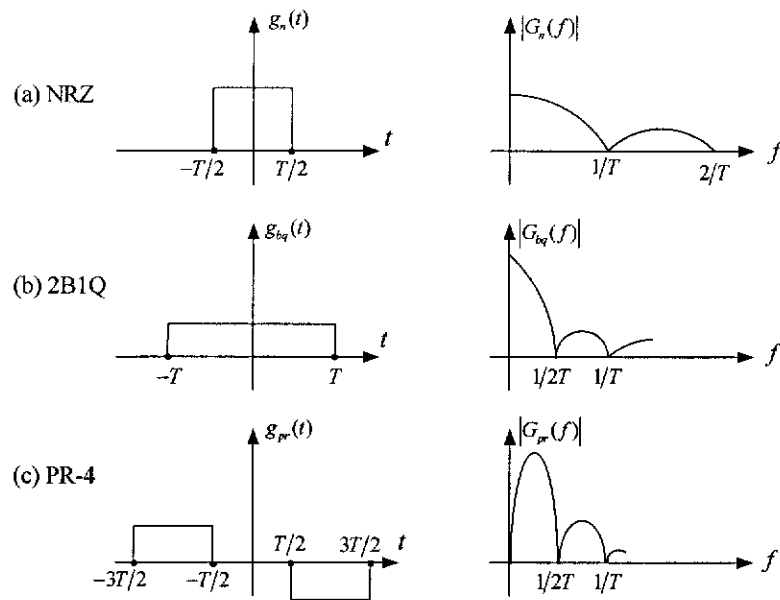 g_n(t)
|G_n(f)|
(a) NRZ
t
-T/2
T/2
1/T
2/T
f
g_bq(t)
|G_bq(f)|
(b) 2B1Q
t
-T
T
1/2T
1/T
f
g_pr(t)
|G_pr(f)|
(c) PR-4
T/2
3T/2
t
-3T/2
-T/2
1/2T
1/T
f